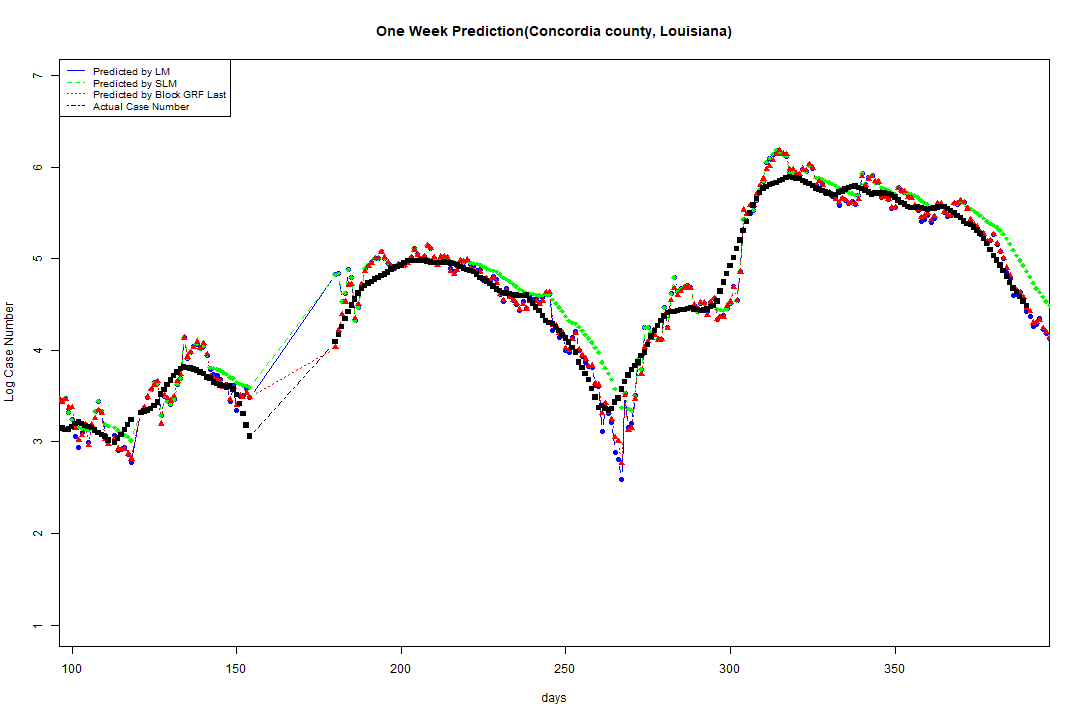 One Week Prediction(Concordia county, Louisiana)
Predicted by LM
Predicted by SLM
Predicted by Block GRF Last
Actual Case Number
7
6
5
4
3
2
1
Log Case Number
100 150 200 250 300 350
days